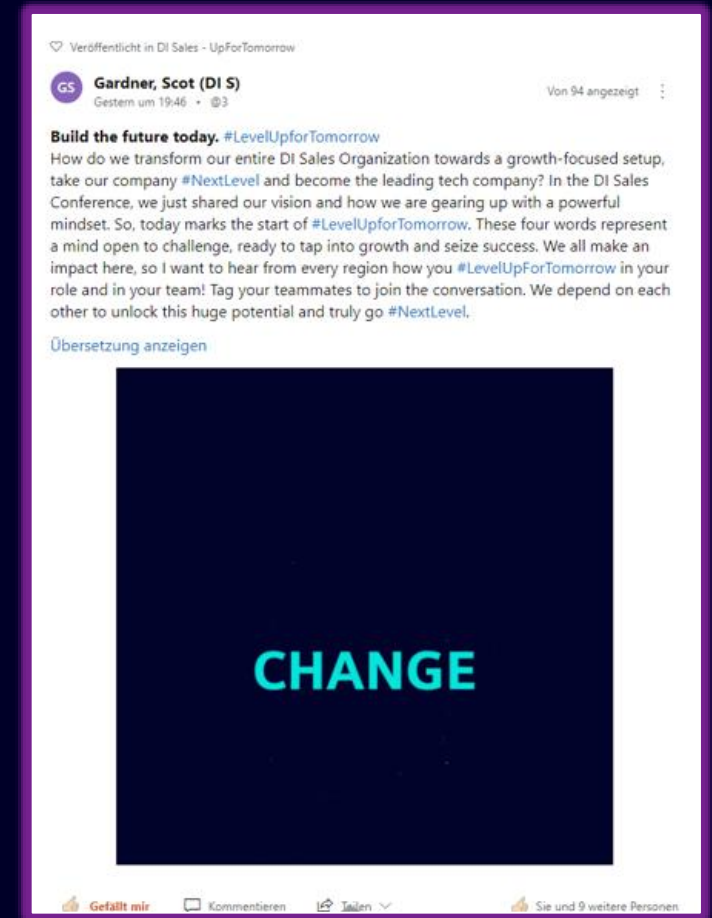 Veröffentlicht in DI Sales - UpForTomorrow
GS
Gardner, Scot (DI S)
Gestern um 19:46 • @3
Von 94 angezeigt
Build the future today. #LevelUpforTomorrow
How do we transform our entire DI Sales Organization towards a growth-focused setup,
take our company #NextLevel and become the leading tech company? In the DI Sales
Conference, we just shared our vision and how we are gearing up with a powerful
mindset. So, today marks the start of #LevelUpforTomorrow. These four words represent
a mind open to challenge, ready to tap into growth and seize success. We all make an
impact here, so I want to hear from every region how you #LevelUpForTomorrow in your
role and in your team! Tag your teammates to join the conversation. We depend on each
other to unlock this huge potential and truly go #NextLevel.
Übersetzung anzeigen
CHANGE
Gefällt mir
Kommentieren
Teilen
Sie und 9 weitere Personen